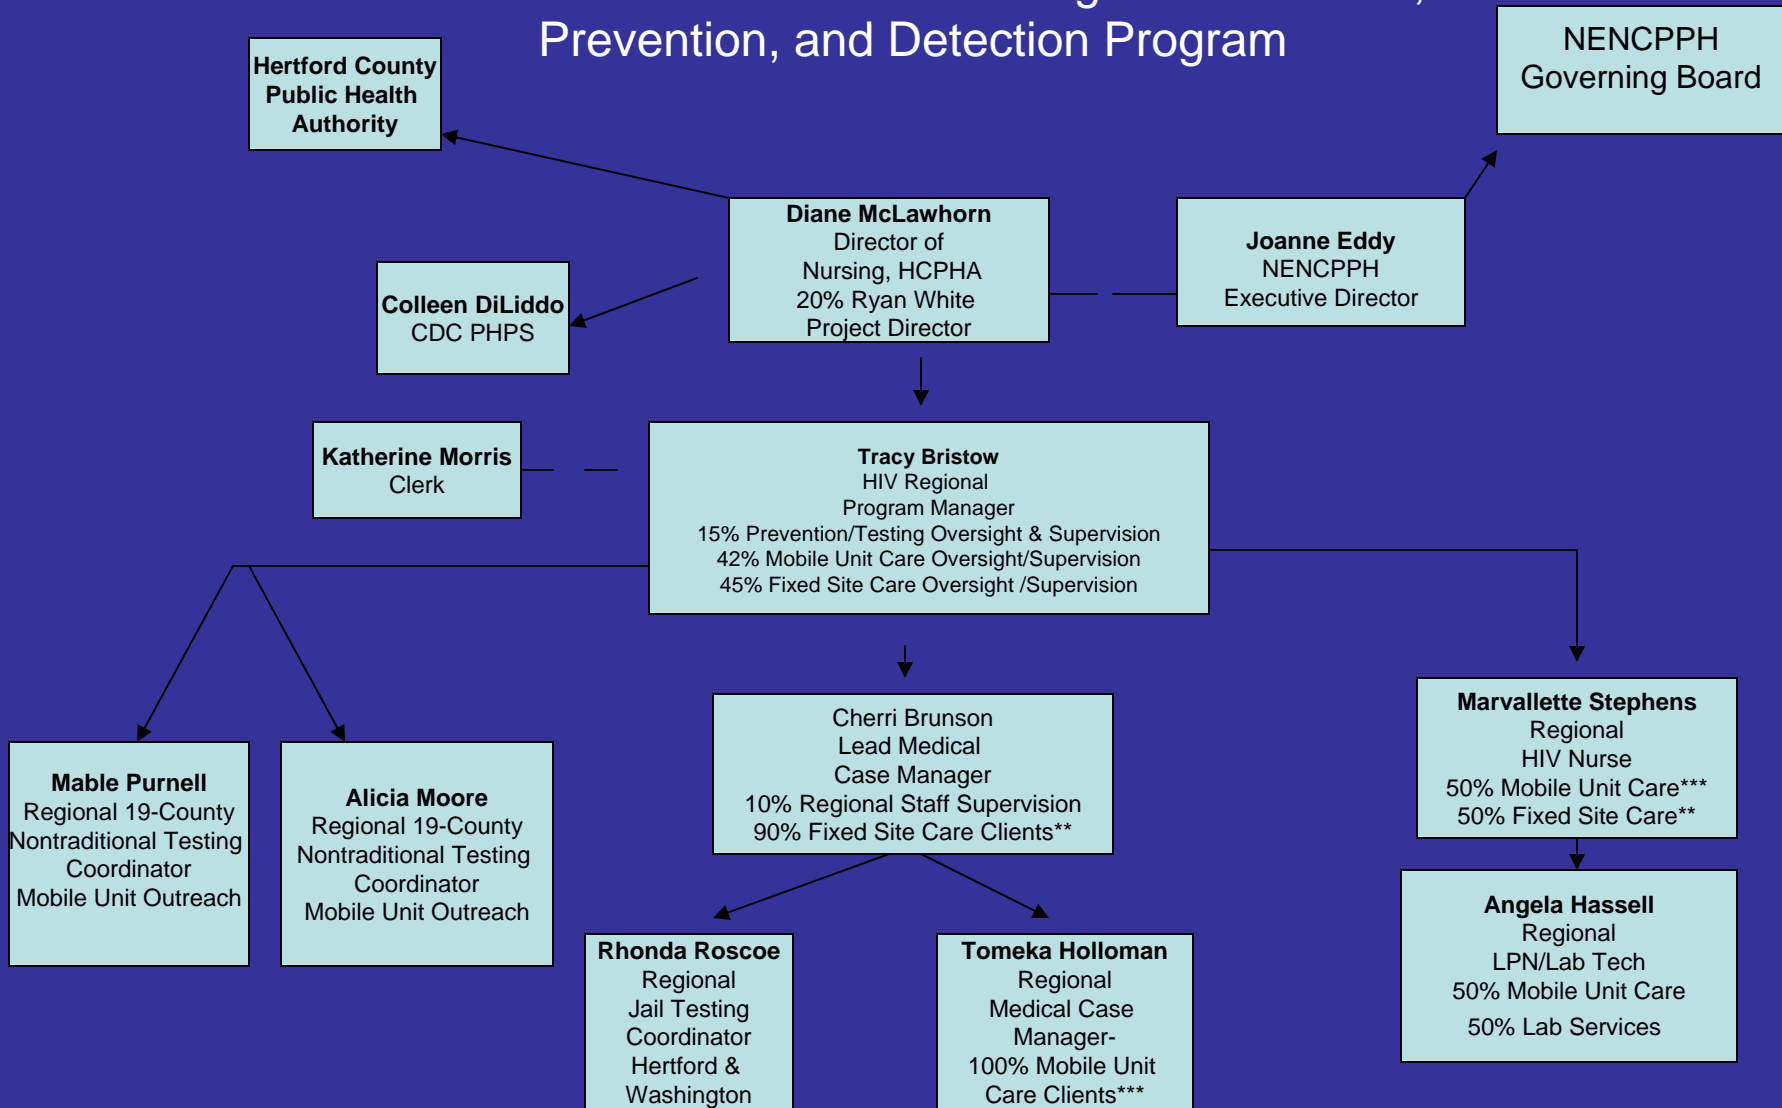 Prevention, and Detection Program
Hertford County
Public Health
Authority
NENCPPH
Governing Board
Diane McLawhorn
Director of
Nursing, HCPHA
20% Ryan White
Project Director
Joanne Eddy
NENCPPH
Executive Director
Colleen DiLiddo
CDC PHPS
Katherine Morris
Clerk
Tracy Bristow
HIV Regional
Program Manager
15% Prevention/Testing Oversight & Supervision
42% Mobile Unit Care Oversight/Supervision
45% Fixed Site Care Oversight /Supervision
Mable Purnell
Regional 19-County
Nontraditional Testing
Coordinator
Mobile Unit Outreach
Alicia Moore
Regional 19-County
Nontraditional Testing
Coordinator
Mobile Unit Outreach
Cherri Brunson
Lead Medical
Case Manager
10% Regional Staff Supervision
90% Fixed Site Care Clients**
Marvallette Stephens
Regional
HIV Nurse
50% Mobile Unit Care***
50% Fixed Site Care**
Rhonda Roscoe
Regional
Jail Testing
Coordinator
Hertford &
Washington
Tomeka Holloman
Regional
Medical Case
Manager-
100% Mobile Unit
Care Clients***
Angela Hassell
Regional
LPN/Lab Tech
50% Mobile Unit Care
50% Lab Services